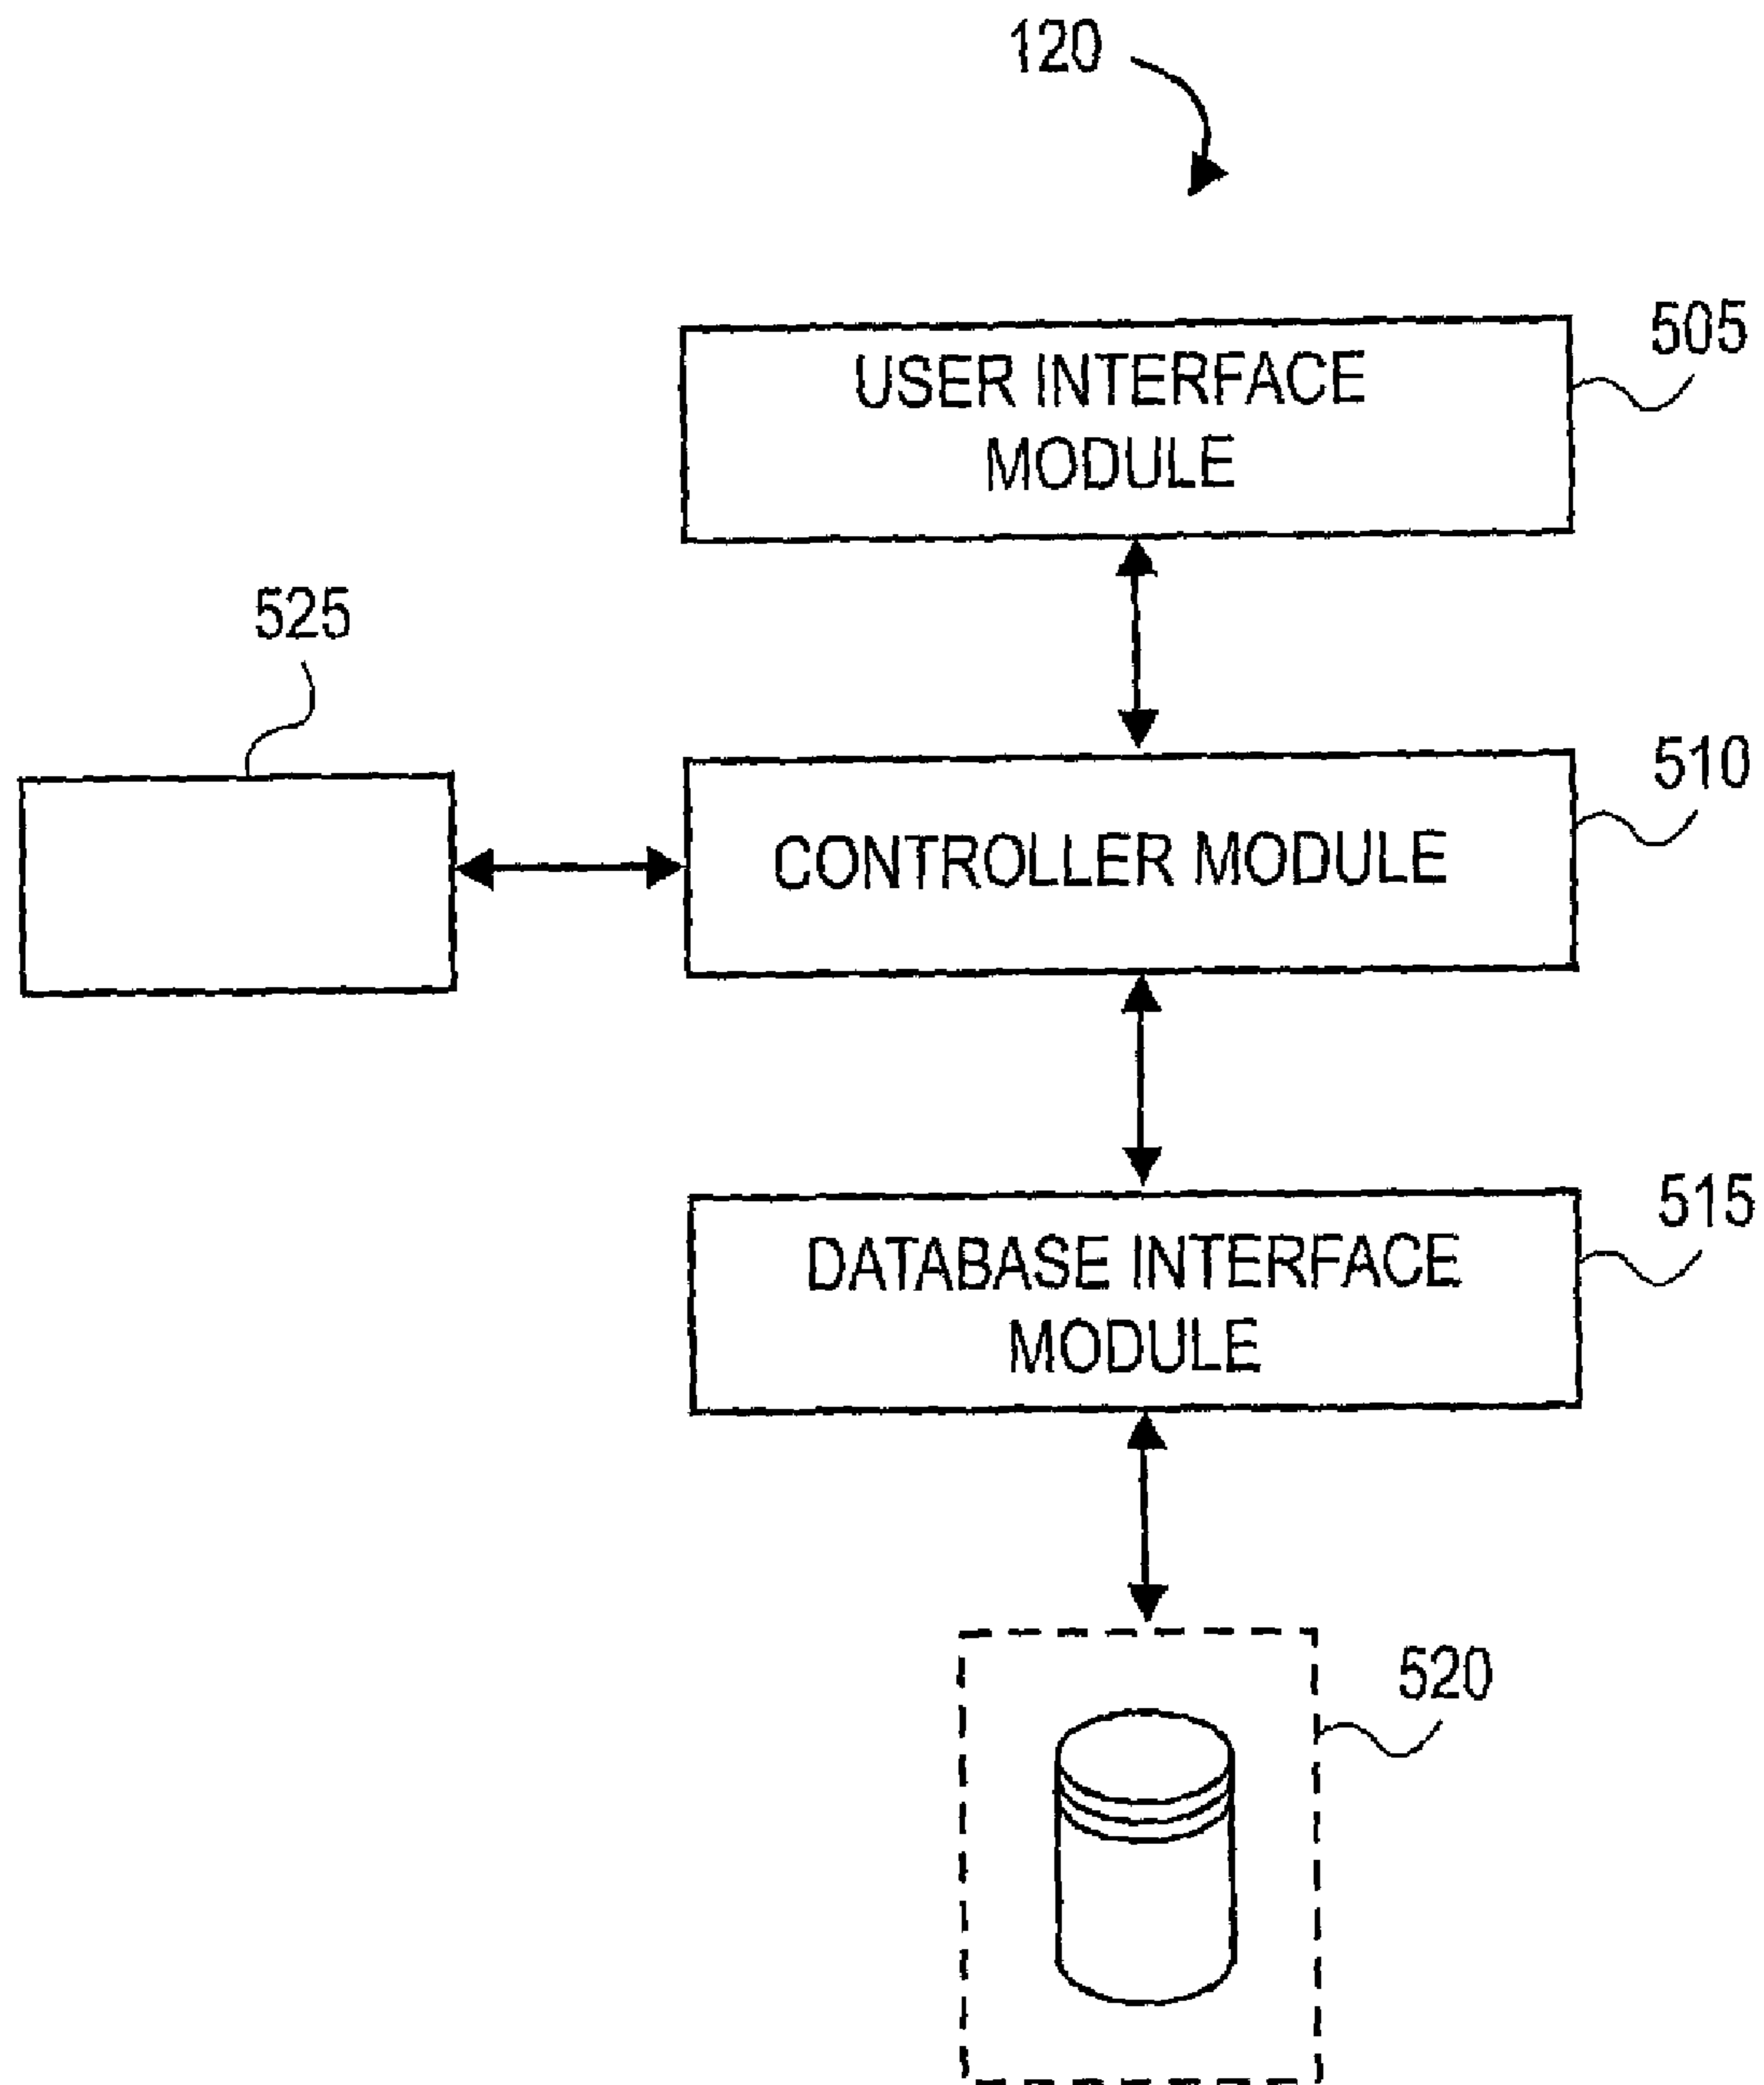 120
505
USER INTERFACE
MODULE
525
510
CONTROLLER MODULE
515
DATABASE INTERFACE
MODULE
520